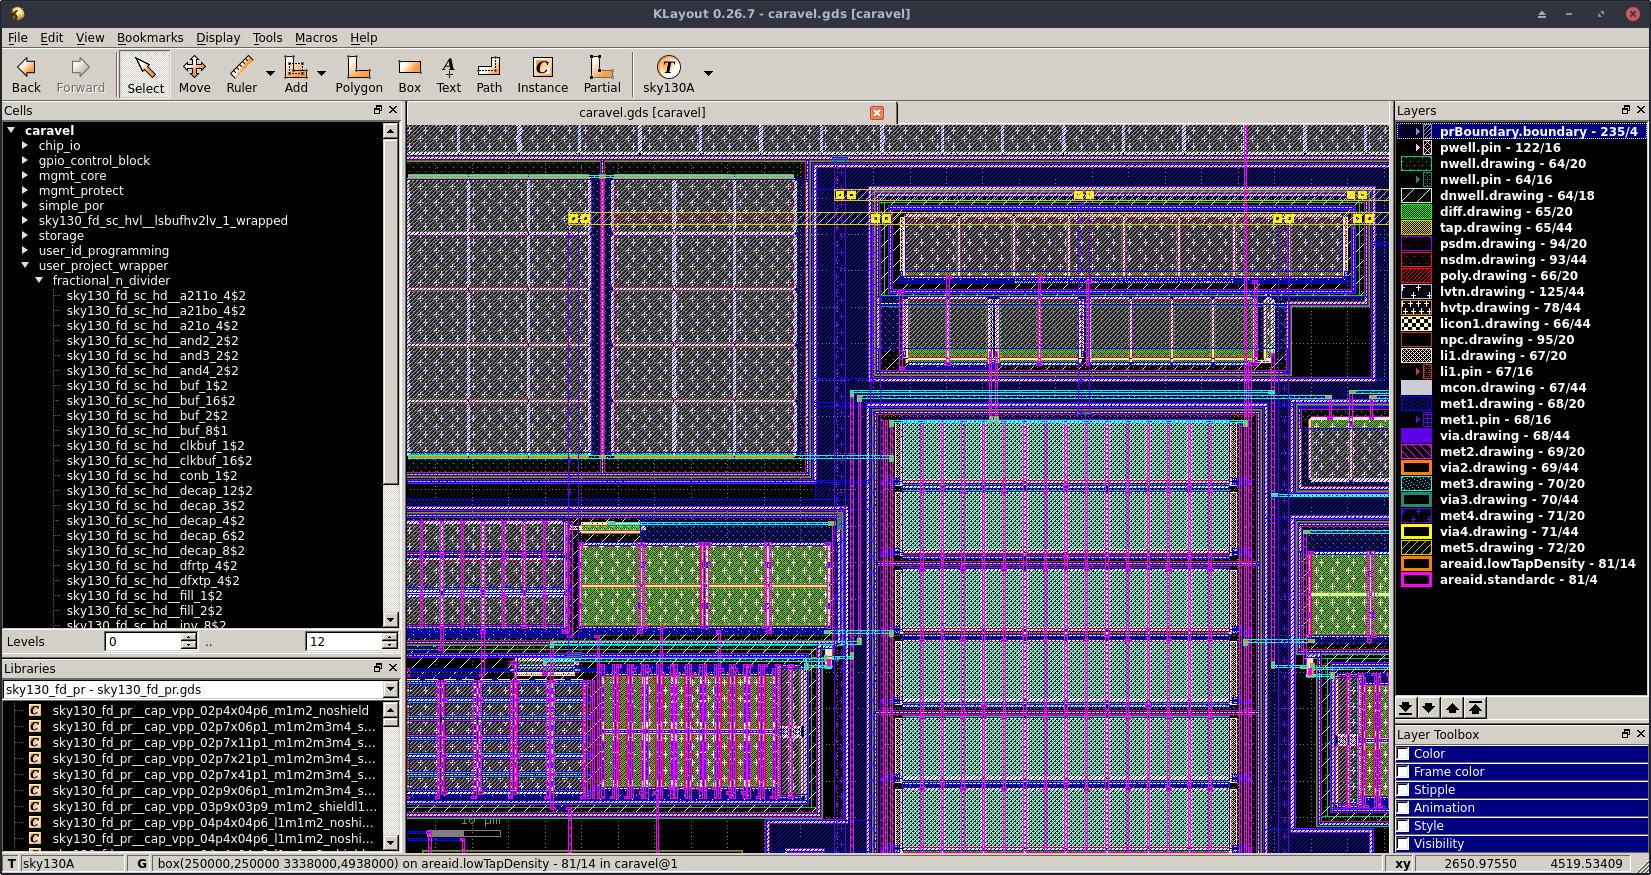 KLayout 0.26.7 - caravel.gds [caravel]
File Edit View Bookmarks Display Tools Macros Help
Back Forward Select Move Ruler Add Polygon Box Text Path Instance Partial sky130A
Cells
caravel
chip_io
gpio_control_block
mgmt_core
mgmt_protect
simple_por
sky130_fd_sc_hvl__lsbufhv2lv_1_wrapped
storage
user_id_programming
user_project_wrapper
fractional_n_divider
sky130_fd_sc_hd__a211o_4$2
sky130_fd_sc_hd__a21bo_4$2
sky130_fd_sc_hd__a21o_4$2
sky130_fd_sc_hd__and2_2$2
sky130_fd_sc_hd__and3_2$2
sky130_fd_sc_hd__and4_2$2
sky130_fd_sc_hd__buf_1$2
sky130_fd_sc_hd__buf_16$2
sky130_fd_sc_hd__buf_2$2
sky130_fd_sc_hd__buf_8$1
sky130_fd_sc_hd__clkbuf_1$2
sky130_fd_sc_hd__clkbuf_16$2
sky130_fd_sc_hd__conb_1$2
sky130_fd_sc_hd__decap_12$2
sky130_fd_sc_hd__decap_3$2
sky130_fd_sc_hd__decap_4$2
sky130_fd_sc_hd__decap_6$2
sky130_fd_sc_hd__decap_8$2
sky130_fd_sc_hd__dfrtp_4$2
sky130_fd_sc_hd__dfxtp_4$2
sky130_fd_sc_hd__fill_1$2
sky130_fd_sc_hd__fill_2$2
sky130_fd_sc_hd__inv_8$2
Levels 0 .. 12
Libraries
sky130_fd_pr - sky130_fd_pr.gds
sky130_fd_pr__cap_vpp_02p4x04p6_m1m2_noshield
sky130_fd_pr__cap_vpp_02p7x06p1_m1m2m3m4_s...
sky130_fd_pr__cap_vpp_02p7x11p1_m1m2m3m4_s...
sky130_fd_pr__cap_vpp_02p7x21p1_m1m2m3m4_s...
sky130_fd_pr__cap_vpp_02p7x41p1_m1m2m3m4_s...
sky130_fd_pr__cap_vpp_02p9x06p1_m1m2m3m4_s...
sky130_fd_pr__cap_vpp_03p9x03p9_m1m2_shieldl1...
sky130_fd_pr__cap_vpp_04p4x04p6_l1m1m2_noshi...
sky130_fd_pr__cap_vpp_04p4x04p6_l1m1m2_noshi...
caravel.gds [caravel]
10 µm
Layers
prBoundary.boundary - 235/4
pwell.pin - 122/16
nwell.drawing - 64/20
nwell.pin - 64/16
dnwell.drawing - 64/18
diff.drawing - 65/20
tap.drawing - 65/44
psdm.drawing - 94/20
nsdm.drawing - 93/44
poly.drawing - 66/20
lvtn.drawing - 125/44
hvtp.drawing - 78/44
licon1.drawing - 66/44
npc.drawing - 95/20
li1.drawing - 67/20
li1.pin - 67/16
mcon.drawing - 67/44
met1.drawing - 68/20
met1.pin - 68/16
via.drawing - 68/44
met2.drawing - 69/20
via2.drawing - 69/44
met3.drawing - 70/20
via3.drawing - 70/44
met4.drawing - 71/20
via4.drawing - 71/44
met5.drawing - 72/20
areaid.lowTapDensity - 81/14
areaid.standardc - 81/4
Layer Toolbox
Color
Frame color
Stipple
Animation
Style
Visibility
T sky130A G box(250000,250000 3338000,4938000) on areaid.lowTapDensity - 81/14 in caravel@1 xy 2650.97550 4519.53409